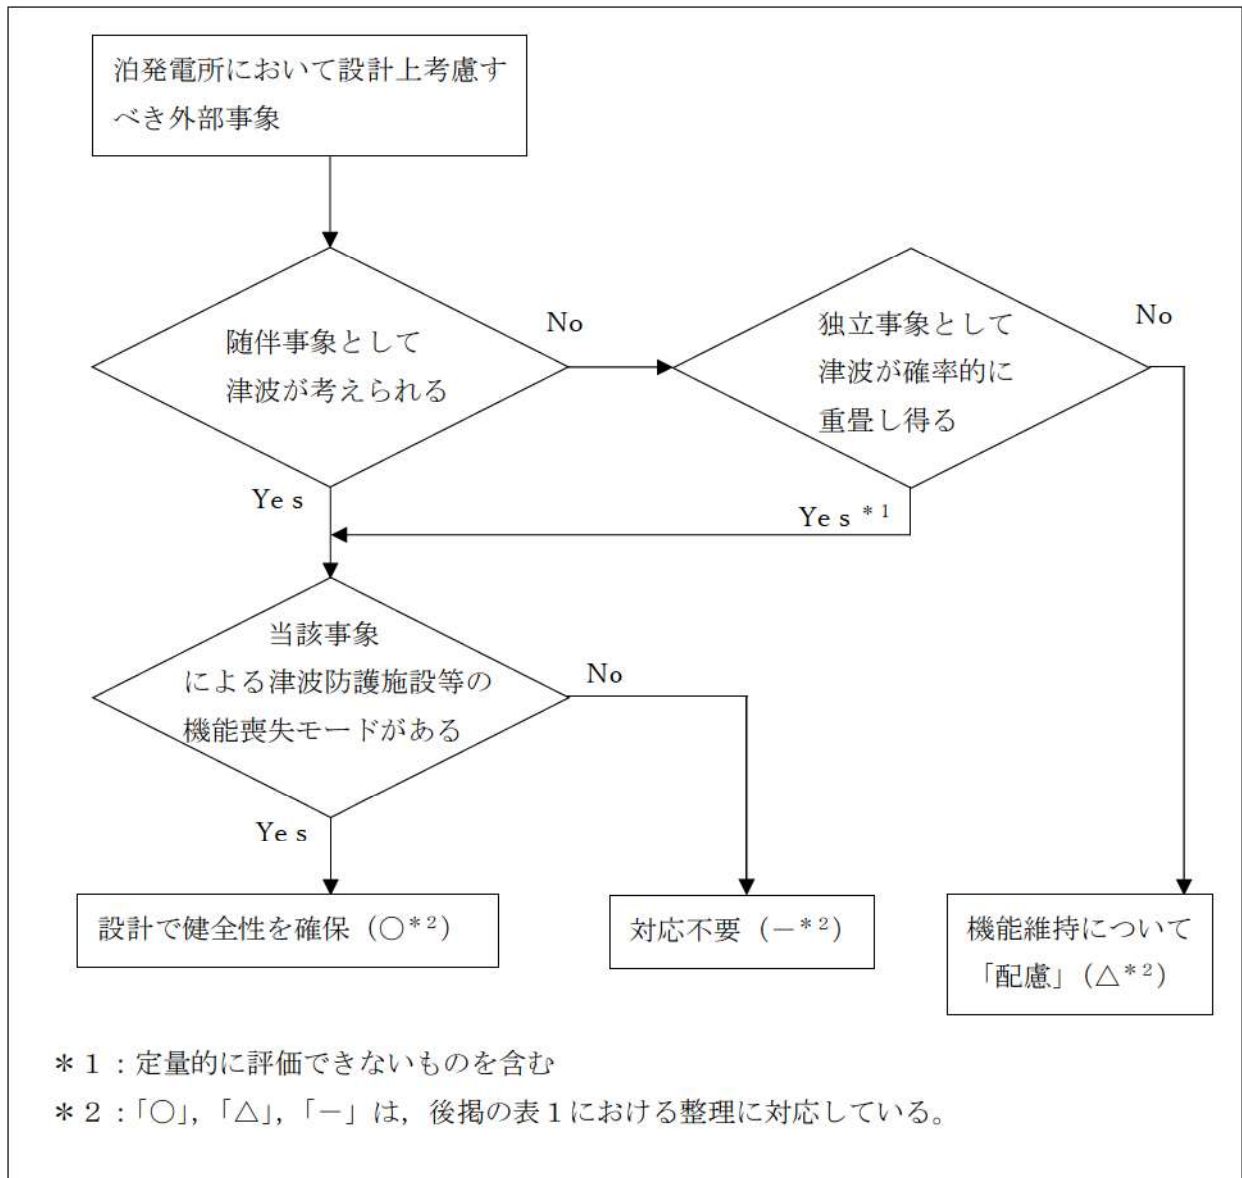 泊発電所において設計上考慮す
べき外部事象
随伴事象として
津波が考えられる
No
独立事象として
津波が確率的に
重畳し得る
No
Yes
Yes＊1
当該事象
による津波防護施設等の
機能喪失モードがある
No
Yes
設計で健全性を確保（○＊2）
対応不要（－＊2）
機能維持について
「配慮」（△＊2）
＊１：定量的に評価できないものを含む
＊２：「○」，「△」，「－」は，後掲の表１における整理に対応している。